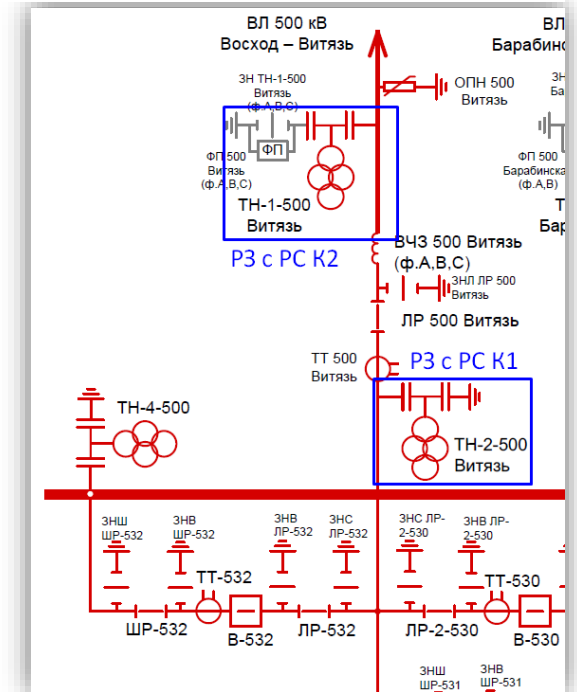 ВЛ 500 кВ
Восход – Витязь
ВЛ
Барабинс
ЗН ТН-1-500
Витязь
(ф.А,В,С)
ОПН 500
Витязь
ЗН
Ба
ФП
ФП 500
Витязь
(ф.А,В,С)
ФП 500
Барабинска
(ф.А,В)
ТН-1-500
Витязь
Т
Бар
РЗ с РС К2
ВЧЗ 500 Витязь
(ф.А,В,С)
ЗНЛ ЛР 500
Витязь
ЛР 500 Витязь
ТТ 500
Витязь
РЗ с РС К1
ТН-4-500
ТН-2-500
Витязь
ЗНШ
ШР-532
ЗНВ
ШР-532
ЗНВ
ЛР-532
ЗНС
ЛР-532
ЗНС ЛР-
2-530
ЗНВ ЛР-
2-530
ТТ-532
ТТ-530
ШР-532
В-532
ЛР-532
ЛР-2-530
В-530
ЗНШ
ШР-531
ЗНВ
ШР-531